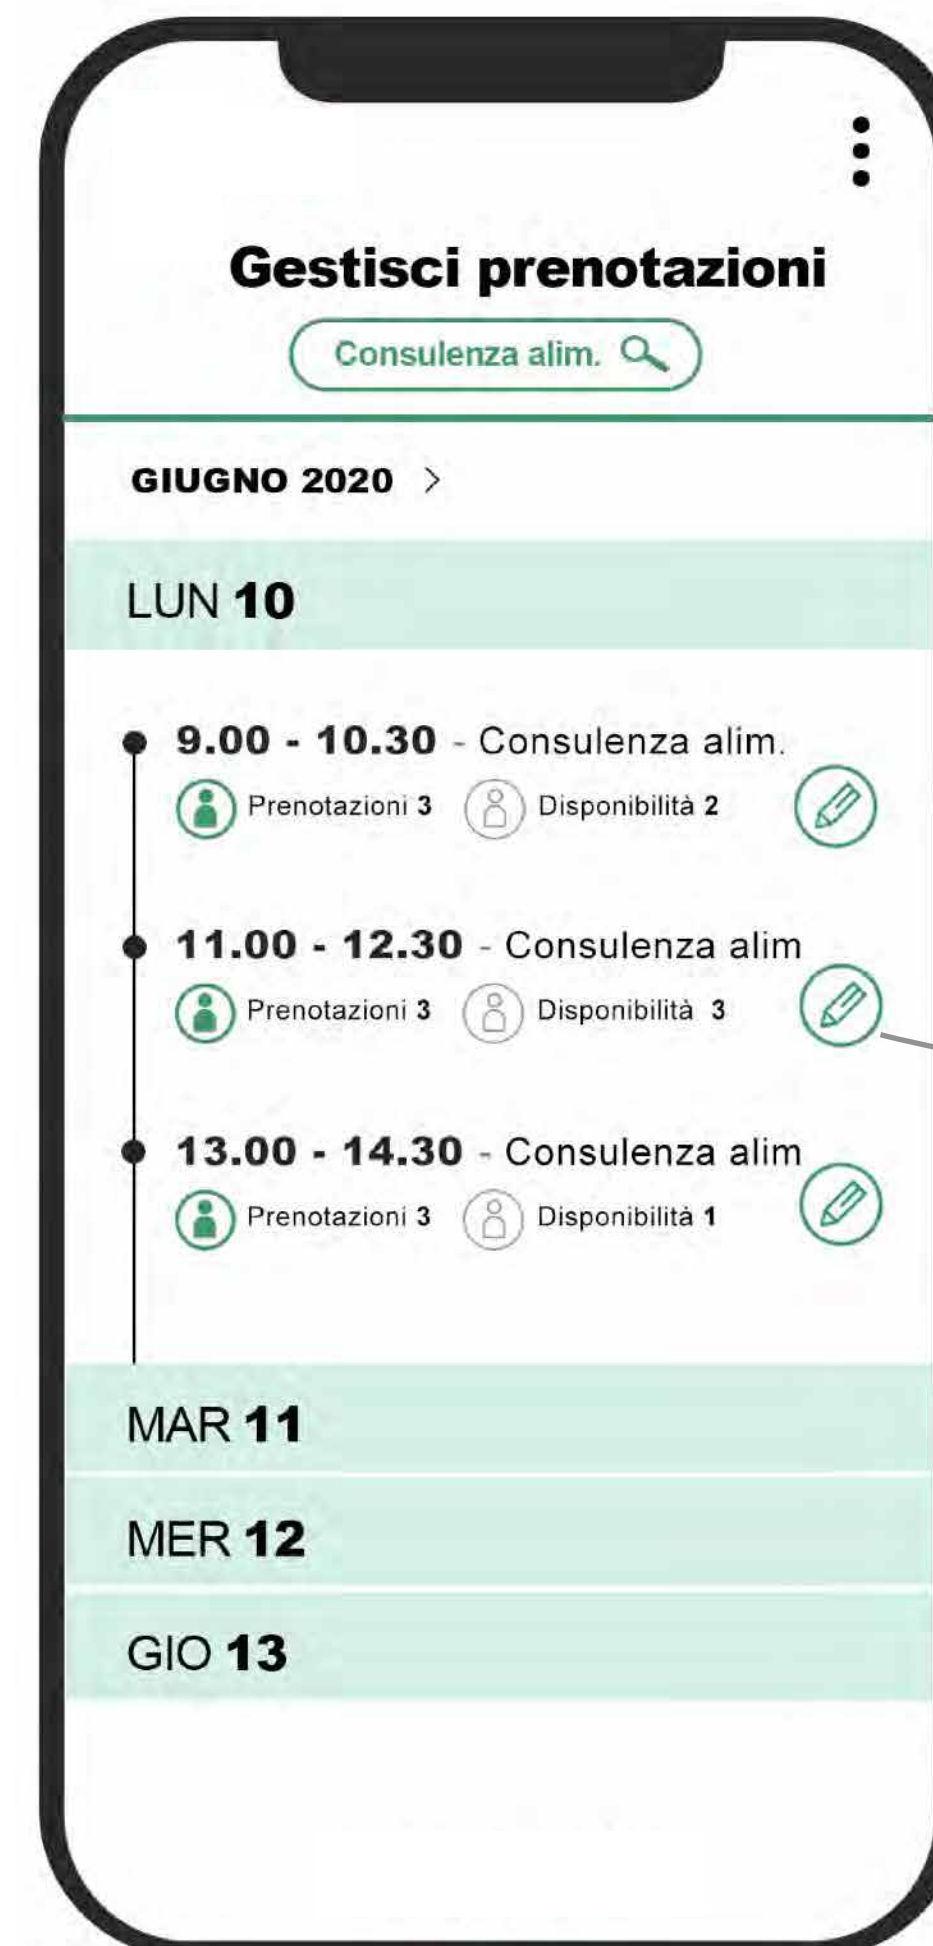 Gestisci prenotazioni
Consulenza alim.
GIUGNO 2020 >
LUN 10
9.00 - 10.30 - Consulenza alim.
Prenotazioni 3 Disponibilità 2
11.00 - 12.30 - Consulenza alim
Prenotazioni 3 Disponibilità 3
13.00 - 14.30 - Consulenza alim
Prenotazioni 3 Disponibilità 1
MAR 11
MER 12
GIO 13